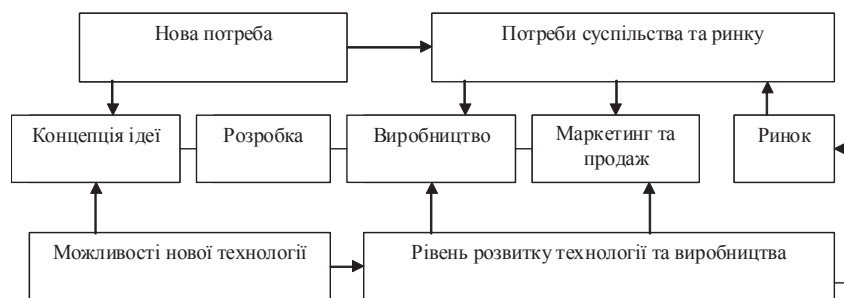 Нова потреба
Потреби суспільства та ринку
Концепція ідеї
Розробка
Виробництво
Маркетинг та
продаж
Ринок
Можливості нової технології
Рівень розвитку технології та виробництва